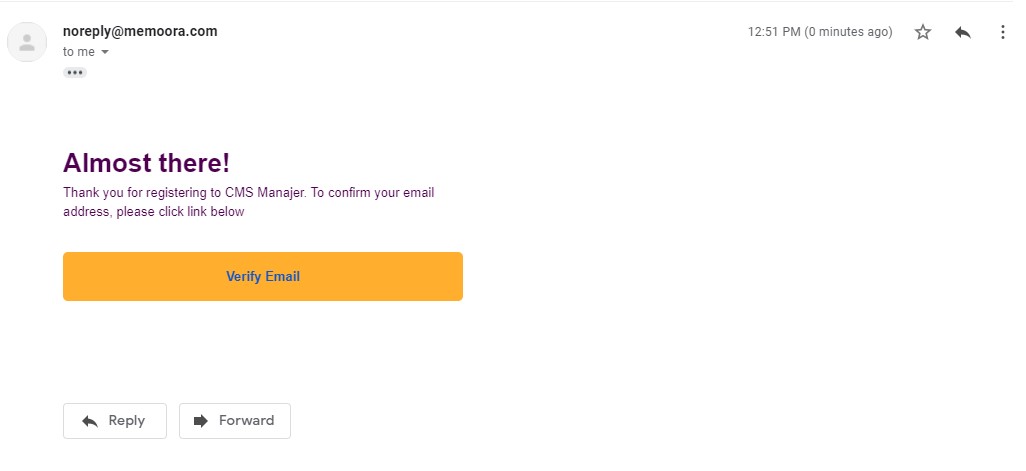 noreply@memoora.com
12:51 PM (0 minutes ago)
to me
Almost there!
Thank you for registering to CMS Manajer. To confirm your email
address, please click link below
Verify Email
Reply
Forward